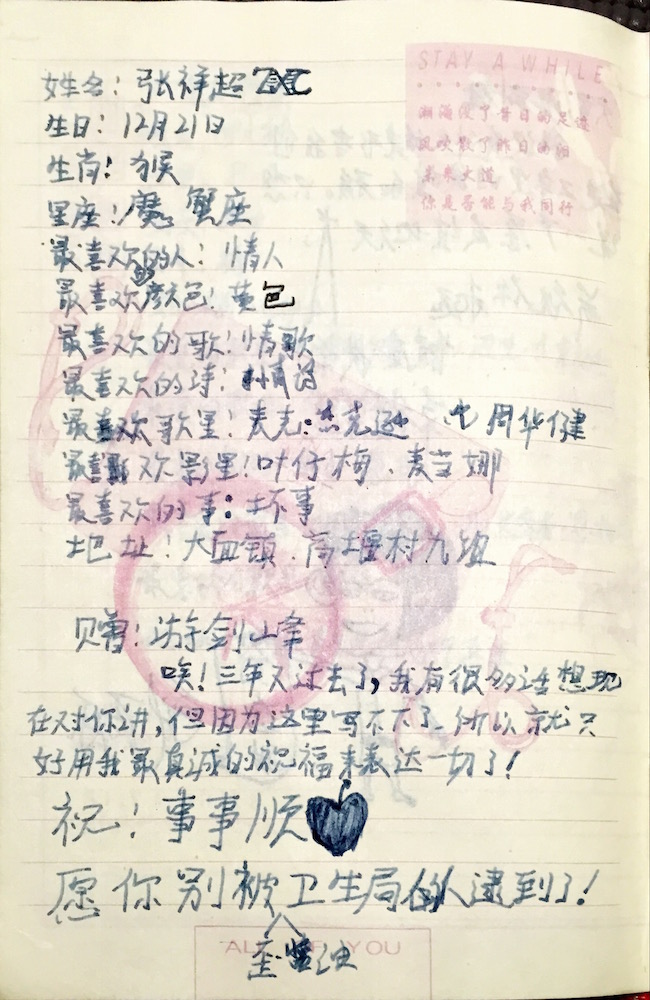 STAY A WHILE
潮海浸了昔日的足迹
风吹散了昨日的
未来大道
你是否能与我同行
姓名：张祥超 ZXC
生日：12月21日
生肖：猴
星座：魔蟹座
最喜欢的人：情人
最喜欢的颜色：黄色
最喜欢的歌：情歌
最喜欢的诗：情诗
最喜欢歌星：麦克：杰克逊 七 周华健
最喜欢影星：叶仔梅、麦当娜
最喜欢的事：坏事
地址：大面镇 高堰村九组
贝曾：游剑峰
唉！三年又过去了，我有很多话想现
在对你讲，但因为这里写不下了 所以就只
好用我最真诚的祝福来表达一切了！
祝：事事顺
愿你别被卫生局的人逮到了！
歪 油
YOU